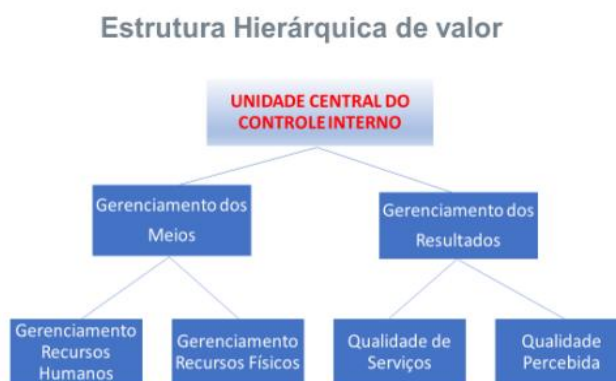 Estrutura Hierárquica de valor
UNIDADE CENTRAL DO
CONTROLE INTERNO
Gerenciamento dos
Meios
Gerenciamento dos
Resultados
Gerenciamento
Recursos
Humanos
Gerenciamento
Recursos Físicos
Qualidade de
Serviços
Qualidade
Percebida